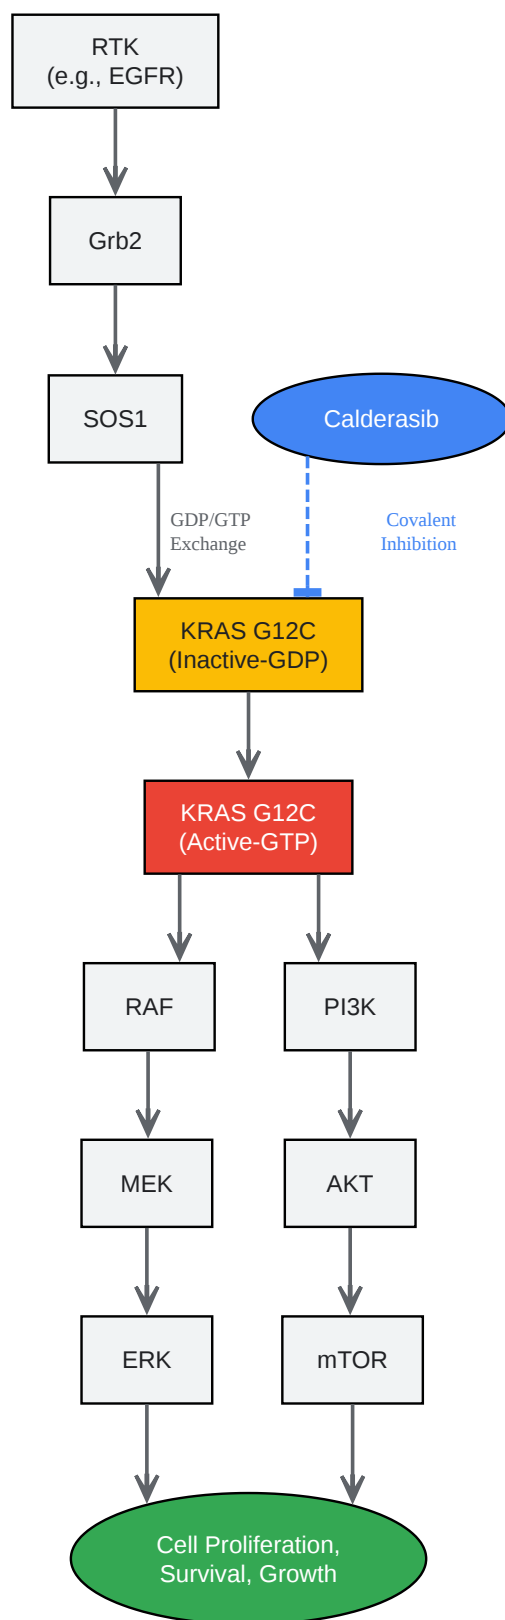 RTK
(e.g., EGFR)
Grb2
SOS1
Calderasib
GDP/GTP
Exchange
Covalent
Inhibition
KRAS G12C
(Inactive-GDP)
KRAS G12C
(Active-GTP)
RAF
PI3K
MEK
AKT
ERK
mTOR
Cell Proliferation,
Survival, Growth